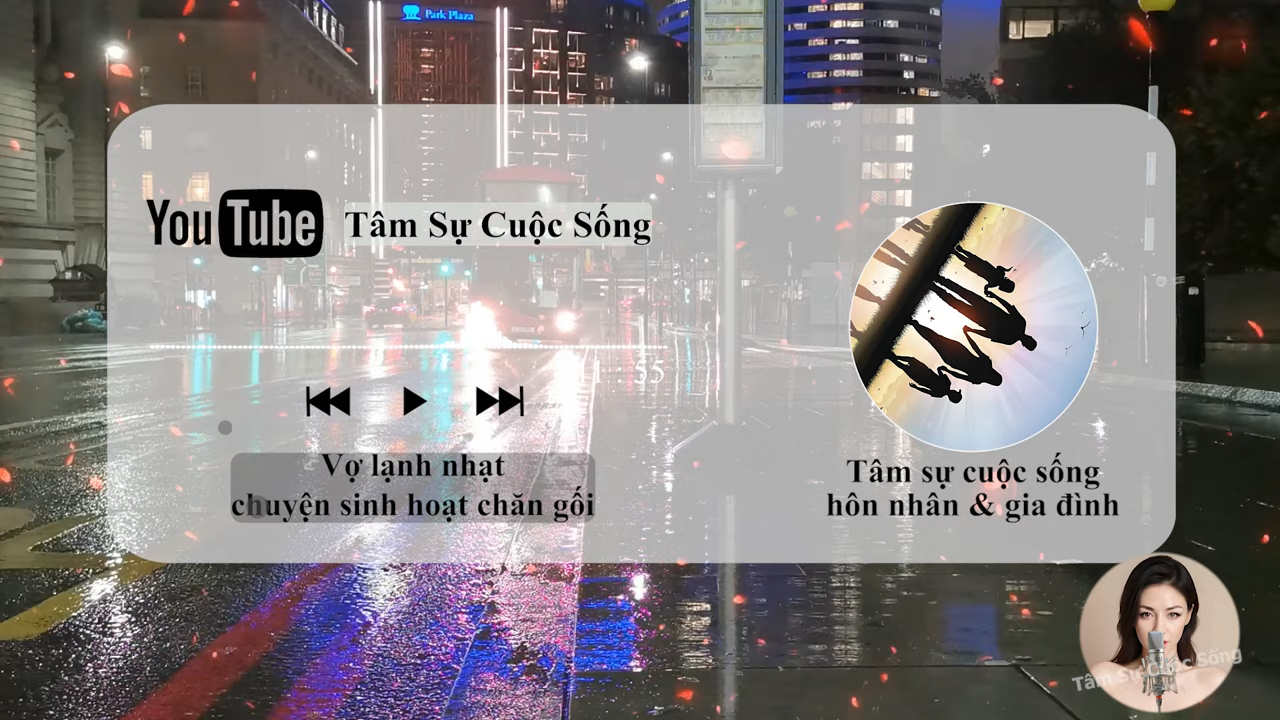 Park Plaza
YouTube
Tâm Sự Cuộc Sống
11 : 55
Vợ lạnh nhạt
chuyện sinh hoạt chăn gối
Tâm sự cuộc sống
hôn nhân & gia đình
Tâm Sự Cuộc Sống